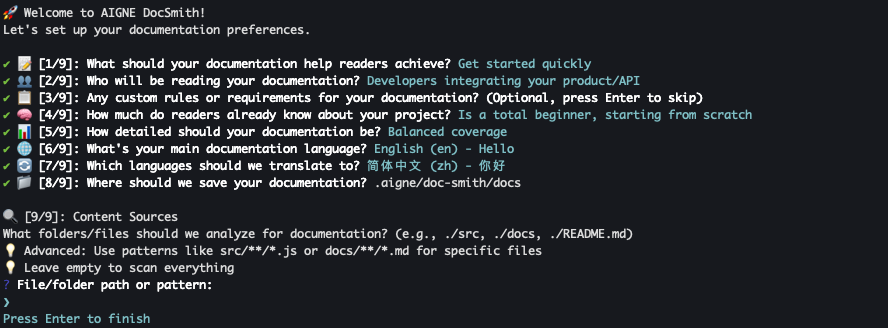 🚀 Welcome to AIGNE DocSmith!
Let's set up your documentation preferences.
✔ 📝 [1/9]: What should your documentation help readers achieve? Get started quickly
✔ 👥 [2/9]: Who will be reading your documentation? Developers integrating your product/API
✔ 📋 [3/9]: Any custom rules or requirements for your documentation? (Optional, press Enter to skip)
✔ 🧠 [4/9]: How much do readers already know about your project? Is a total beginner, starting from scratch
✔ 📊 [5/9]: How detailed should your documentation be? Balanced coverage
✔ 🌐 [6/9]: What's your main documentation language? English (en) - Hello
✔ 🔄 [7/9]: Which languages should we translate to? 简体中文 (zh) - 你好
✔ 📁 [8/9]: Where should we save your documentation? .aigne/doc-smith/docs
🔍 [9/9]: Content Sources
What folders/files should we analyze for documentation? (e.g., ./src, ./docs, ./README.md)
💡 Advanced: Use patterns like src/**/*.js or docs/**/*.md for specific files
💡 Leave empty to scan everything
? File/folder path or pattern:
❯
Press Enter to finish